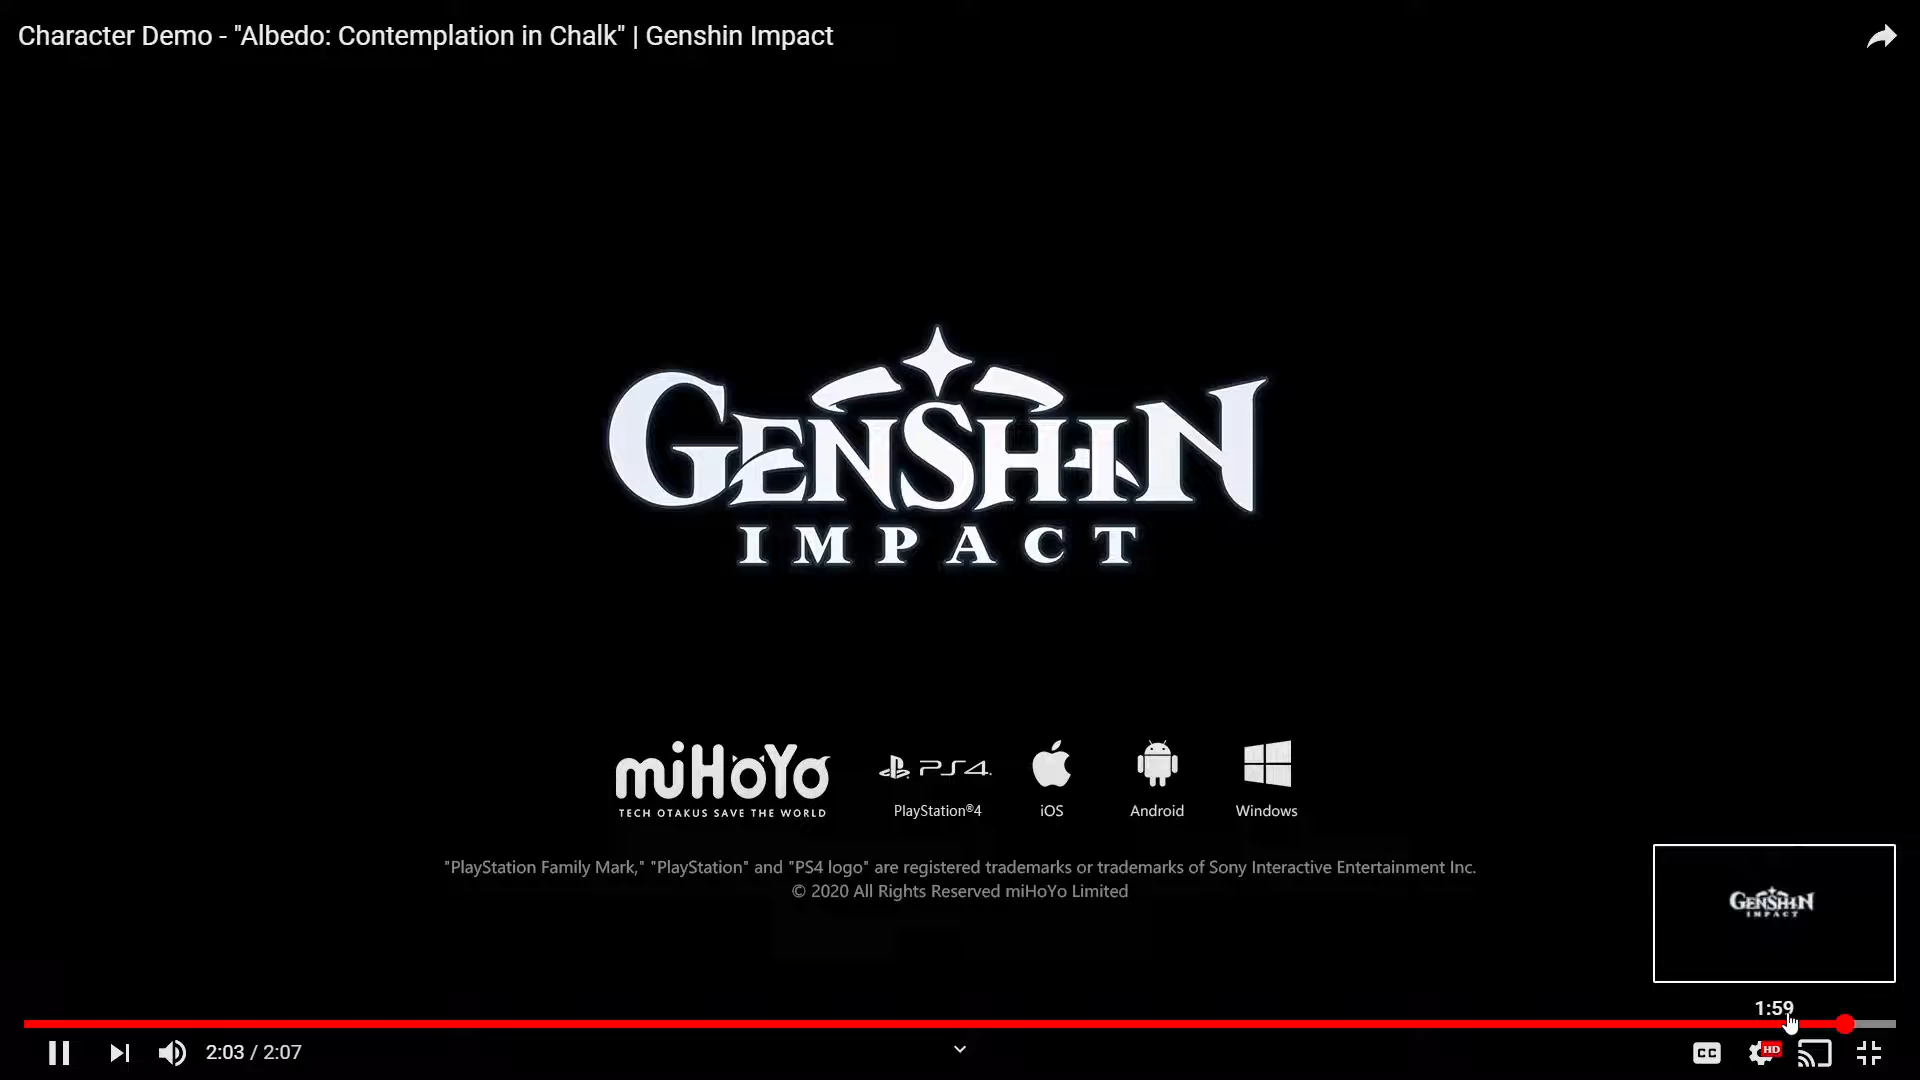 Character Demo - "Albedo: Contemplation in Chalk" | Genshin Impact
GENSHIN
IMPACT
miHoYo
TECH OTAKUS SAVE THE WORLD
PS4
PlayStation®4
iOS
Android
Windows
"PlayStation Family Mark," "PlayStation" and "PS4 logo" are registered trademarks or trademarks of Sony Interactive Entertainment Inc.
© 2020 All Rights Reserved miHoYo Limited
GENSHIN
IMPACT
1:59
2:03 / 2:07
CC
HD